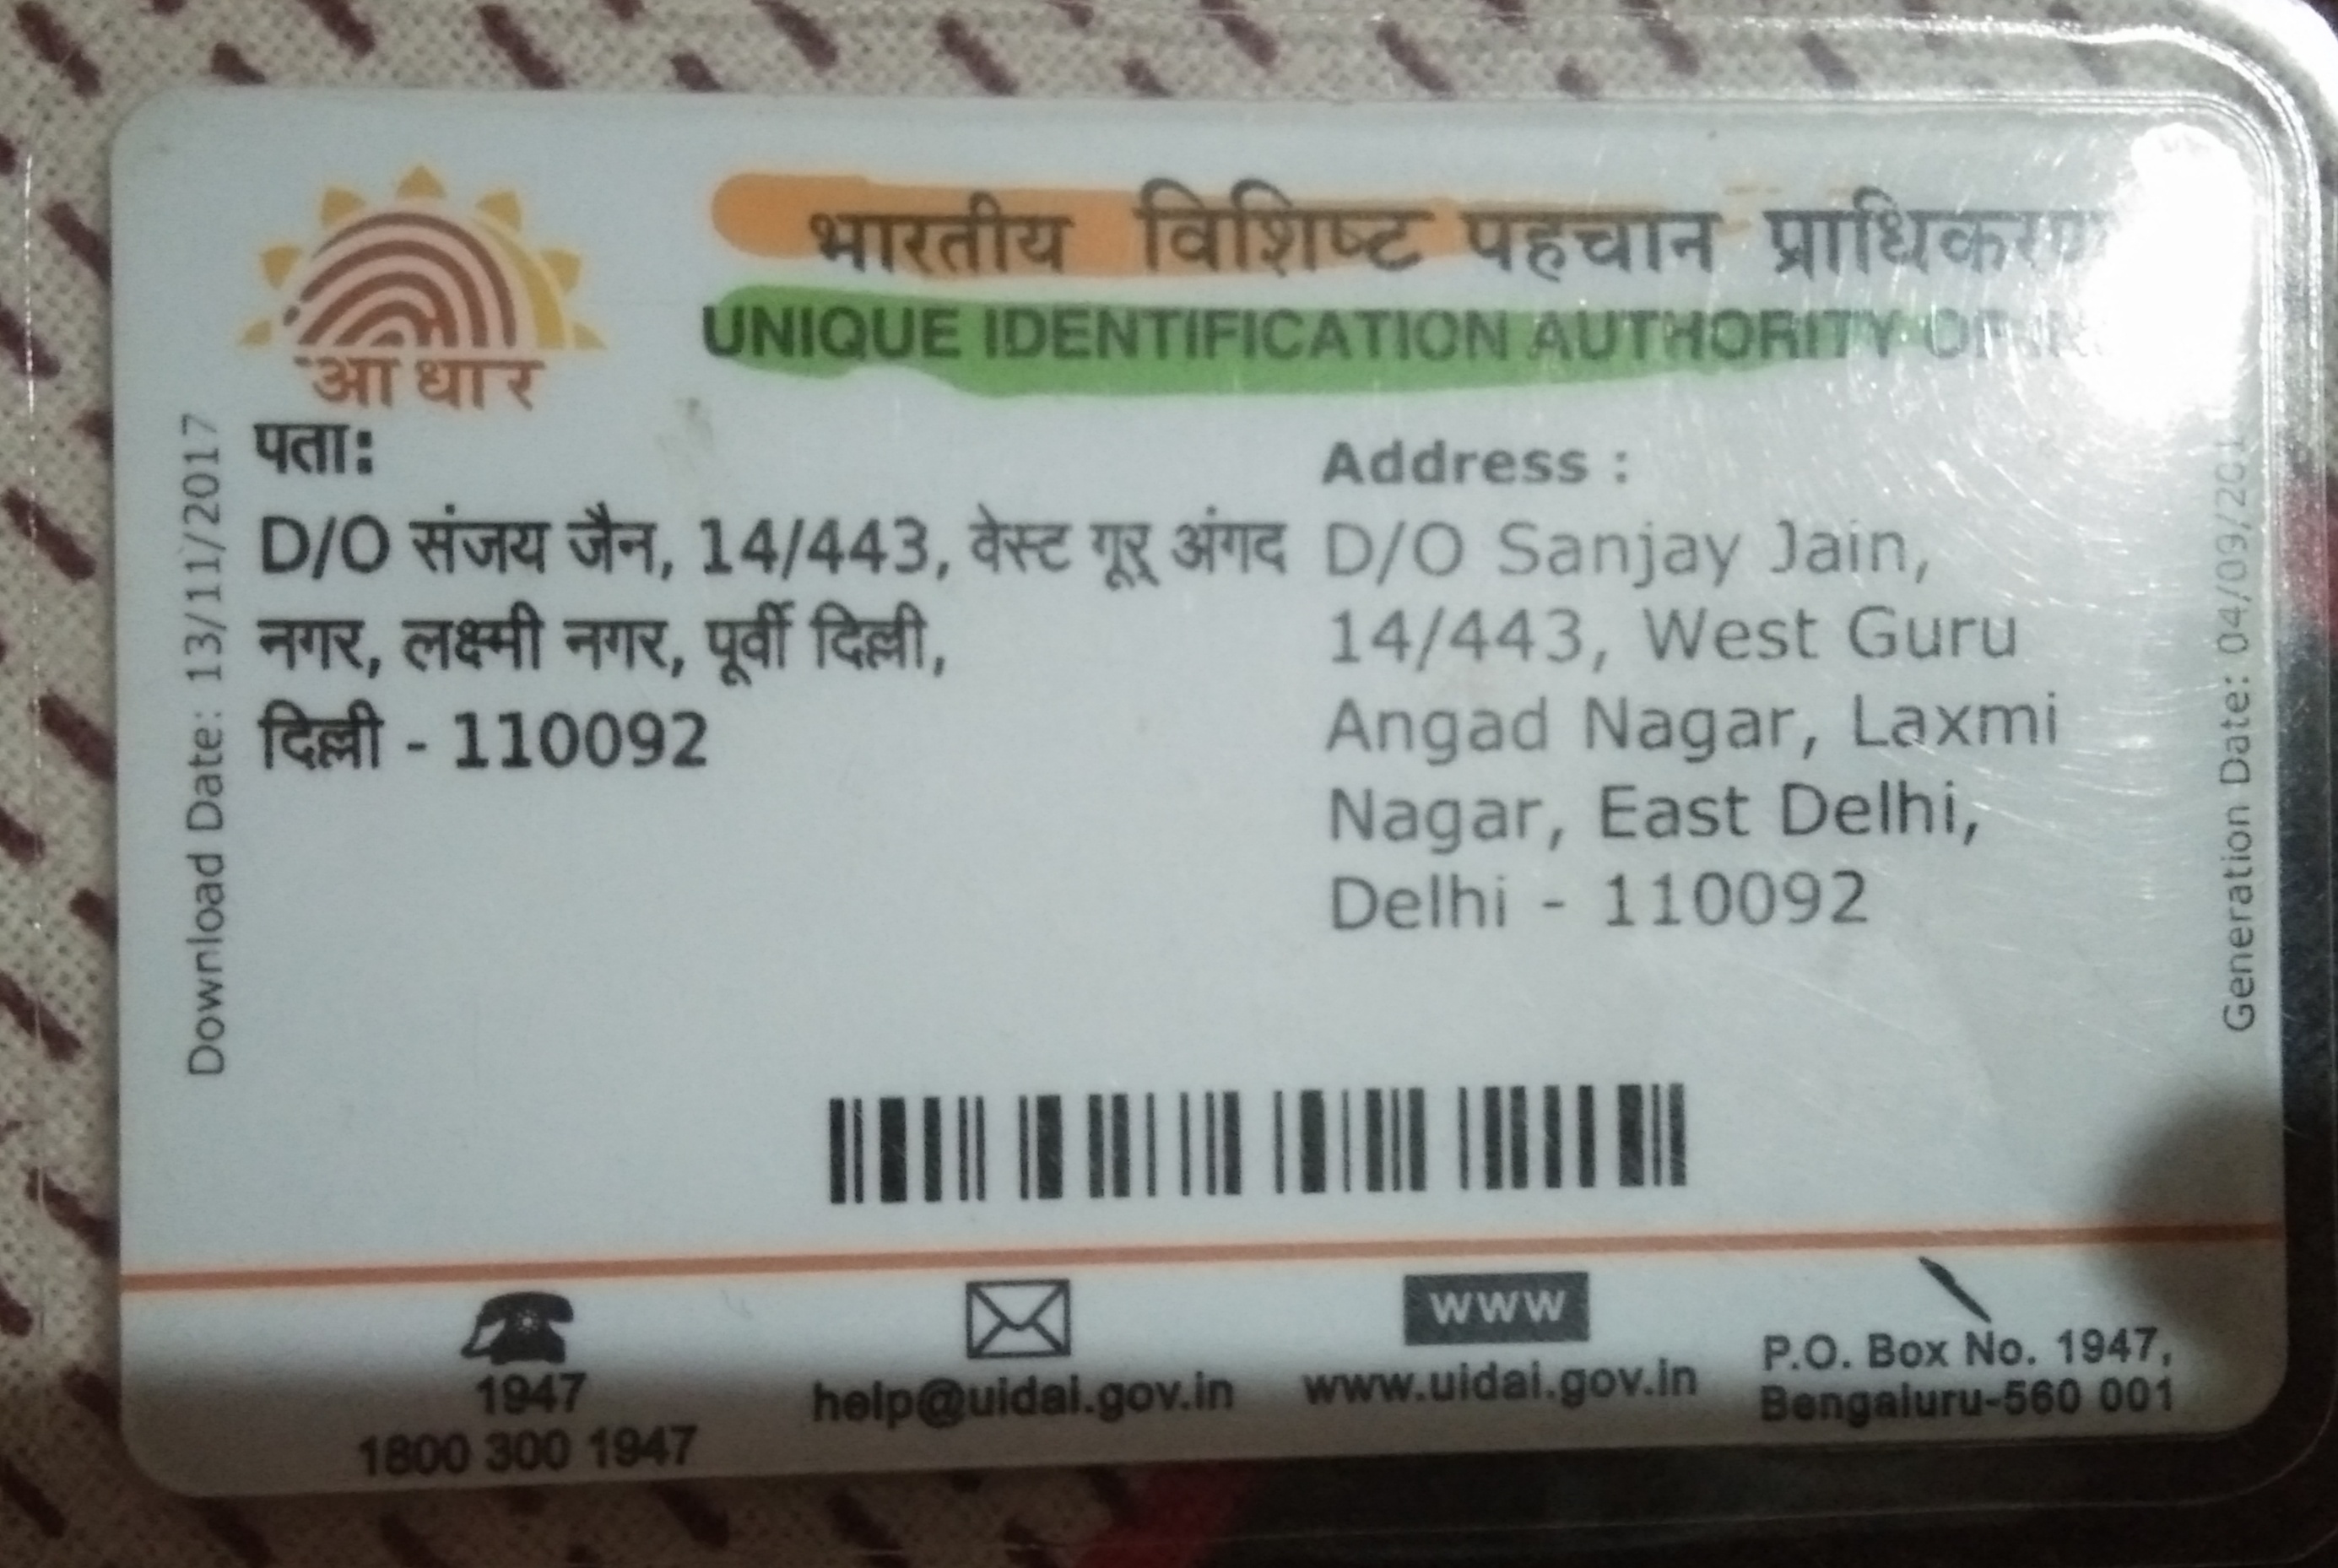 भारतीय विशिष्ट पहचान प्राधिकरण
UNIQUE IDENTIFICATION AUTHORITY OF
आधार
पता:
D/O संजय जैन, 14/443, वेस्ट गुरू अंगद
नगर, लक्ष्मी नगर, पूर्वी दिल्ली,
दिल्ली - 110092
Address :
D/O Sanjay Jain,
14/443, West Guru
Angad Nagar, Laxmi
Nagar, East Delhi,
Delhi - 110092
Download Date: 13/11/2017
Generation Date:
WWW
1947
1800 300 1947
help@uidai.gov.in
www.uidai.gov.in
P.O. Box No. 1947,
Bengaluru-560 001